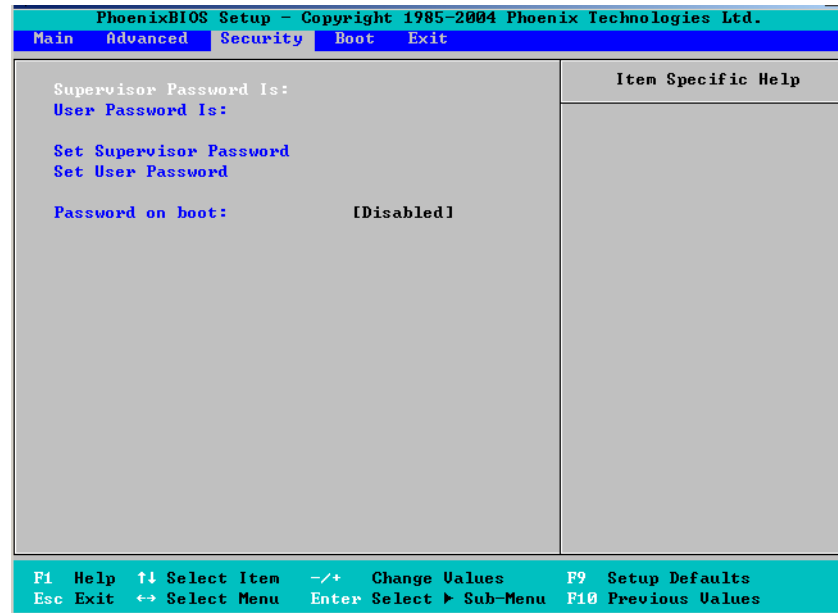 PhoenixBIOS Setup - Copyright 1985-2004 Phoenix Technologies Ltd.
Main Advanced Security Boot Exit
Item Specific Help
Supervisor Password Is:
User Password Is:
Set Supervisor Password
Set User Password
Password on boot: [Disabled]
F1 Help ↑↓ Select Item -/+ Change Values F9 Setup Defaults
Esc Exit ↔ Select Menu Enter Select ▶ Sub-Menu F10 Previous Values